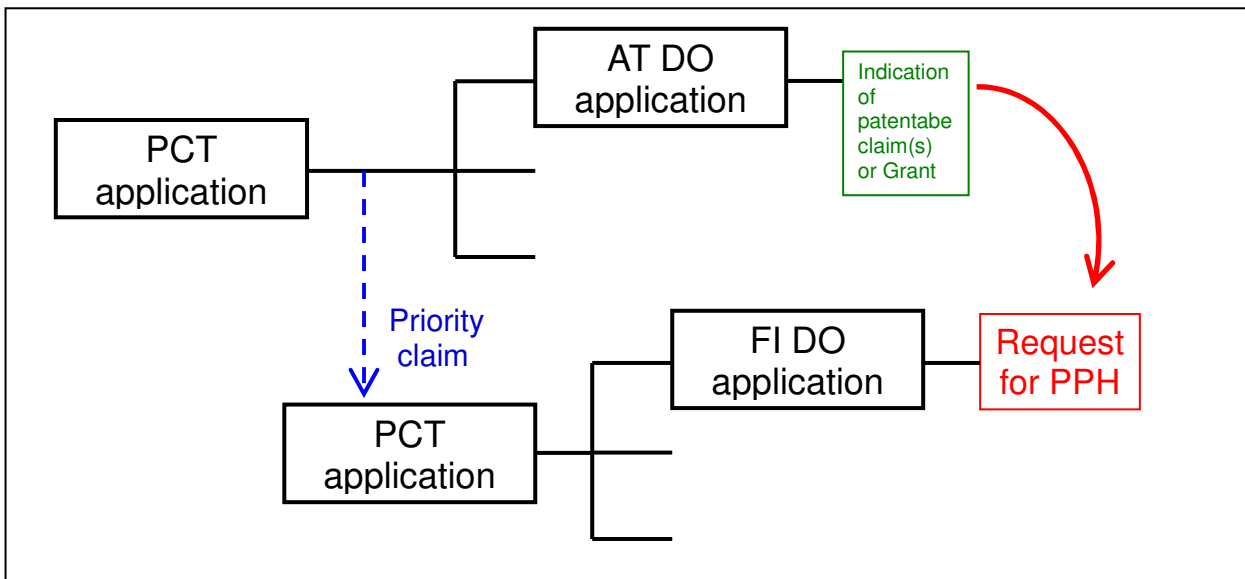 AT DO
application
Indication
of
patentabe
claim(s)
or Grant
PCT
application
Priority
claim
FI DO
application
Request
for PPH
PCT
application